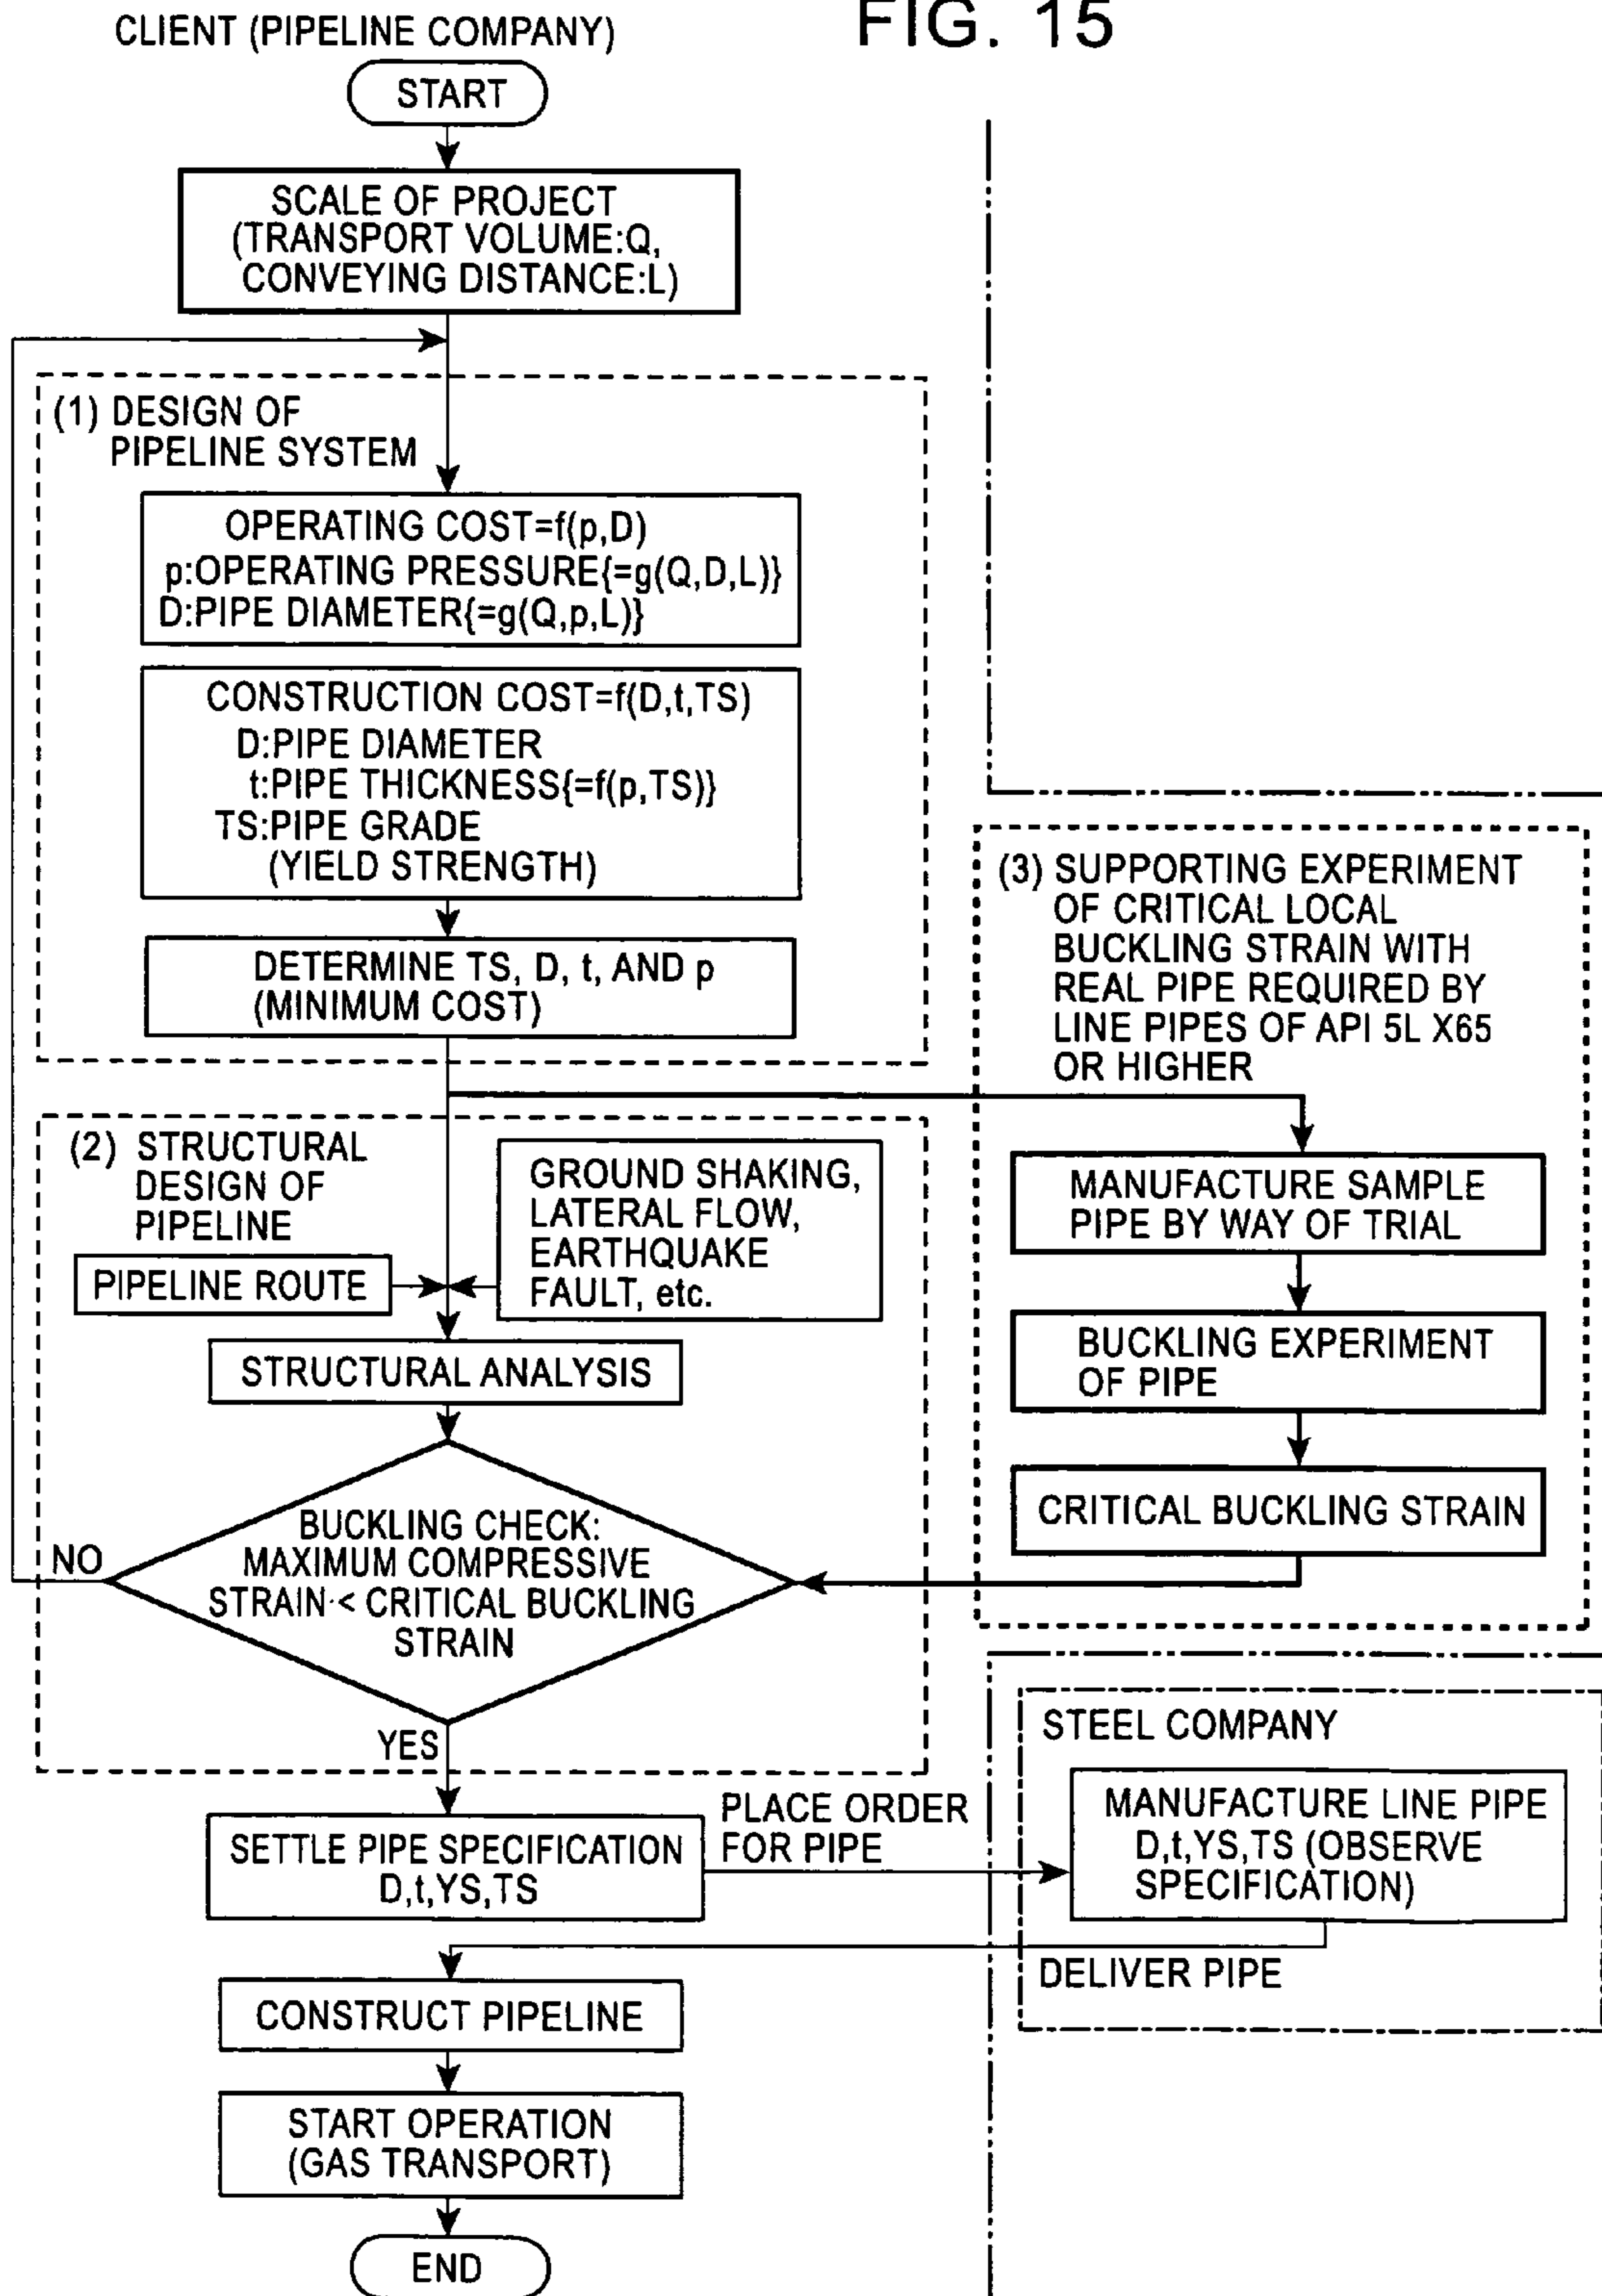 FIG. 15
CLIENT (PIPELINE COMPANY)
START
SCALE OF PROJECT
(TRANSPORT VOLUME:Q,
CONVEYING DISTANCE:L)
(1) DESIGN OF
PIPELINE SYSTEM
OPERATING COST=f(p,D)
p:OPERATING PRESSURE{=g(Q,D,L)}
D:PIPE DIAMETER{=g(Q,p,L)}
CONSTRUCTION COST=f(D,t,TS)
D:PIPE DIAMETER
t:PIPE THICKNESS{=f(p,TS)}
TS:PIPE GRADE
(YIELD STRENGTH)
DETERMINE TS, D, t, AND p
(MINIMUM COST)
(2) STRUCTURAL
DESIGN OF
PIPELINE
PIPELINE ROUTE
GROUND SHAKING,
LATERAL FLOW,
EARTHQUAKE
FAULT, etc.
STRUCTURAL ANALYSIS
BUCKLING CHECK:
MAXIMUM COMPRESSIVE
STRAIN < CRITICAL BUCKLING
STRAIN
NO
YES
(3) SUPPORTING EXPERIMENT
OF CRITICAL LOCAL
BUCKLING STRAIN WITH
REAL PIPE REQUIRED BY
LINE PIPES OF API 5L X65
OR HIGHER
MANUFACTURE SAMPLE
PIPE BY WAY OF TRIAL
BUCKLING EXPERIMENT
OF PIPE
CRITICAL BUCKLING STRAIN
SETTLE PIPE SPECIFICATION
D,t,YS,TS
PLACE ORDER
FOR PIPE
STEEL COMPANY
MANUFACTURE LINE PIPE
D,t,YS,TS (OBSERVE
SPECIFICATION)
DELIVER PIPE
CONSTRUCT PIPELINE
START OPERATION
(GAS TRANSPORT)
END